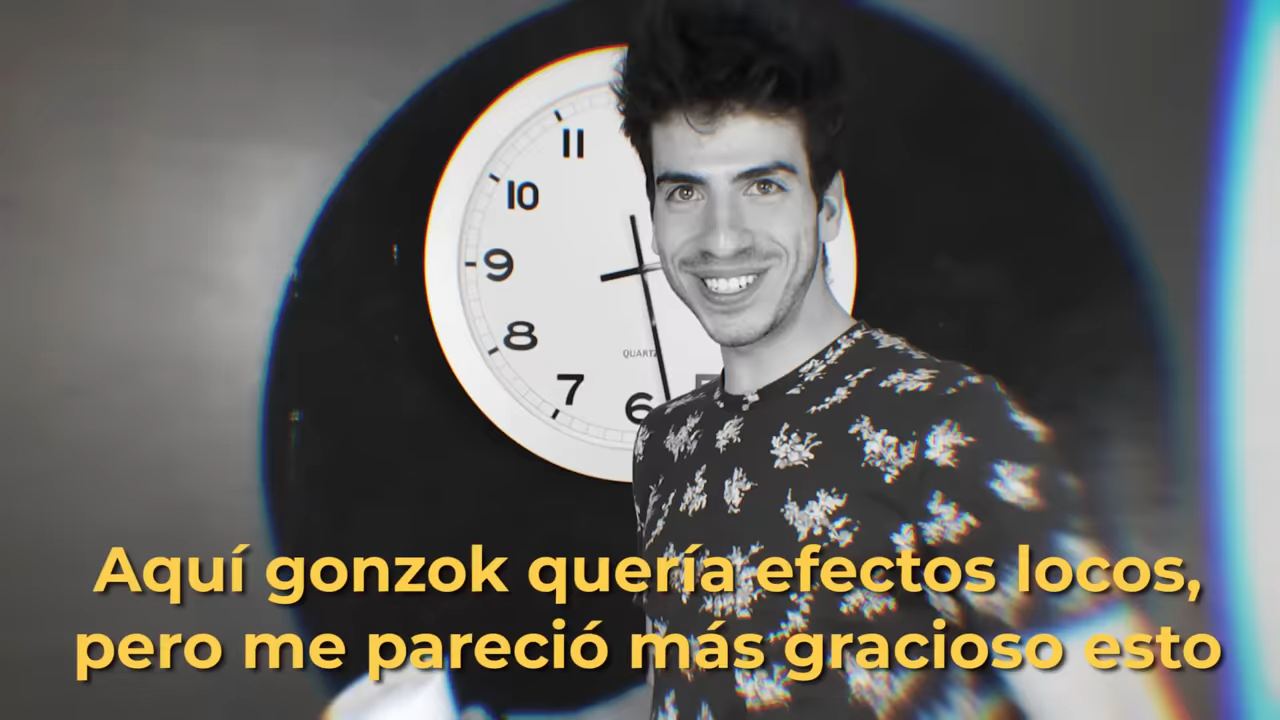 11
10
9
8
7
6
QUARTZ
Aquí gonzok quería efectos locos,
pero me pareció más gracioso esto